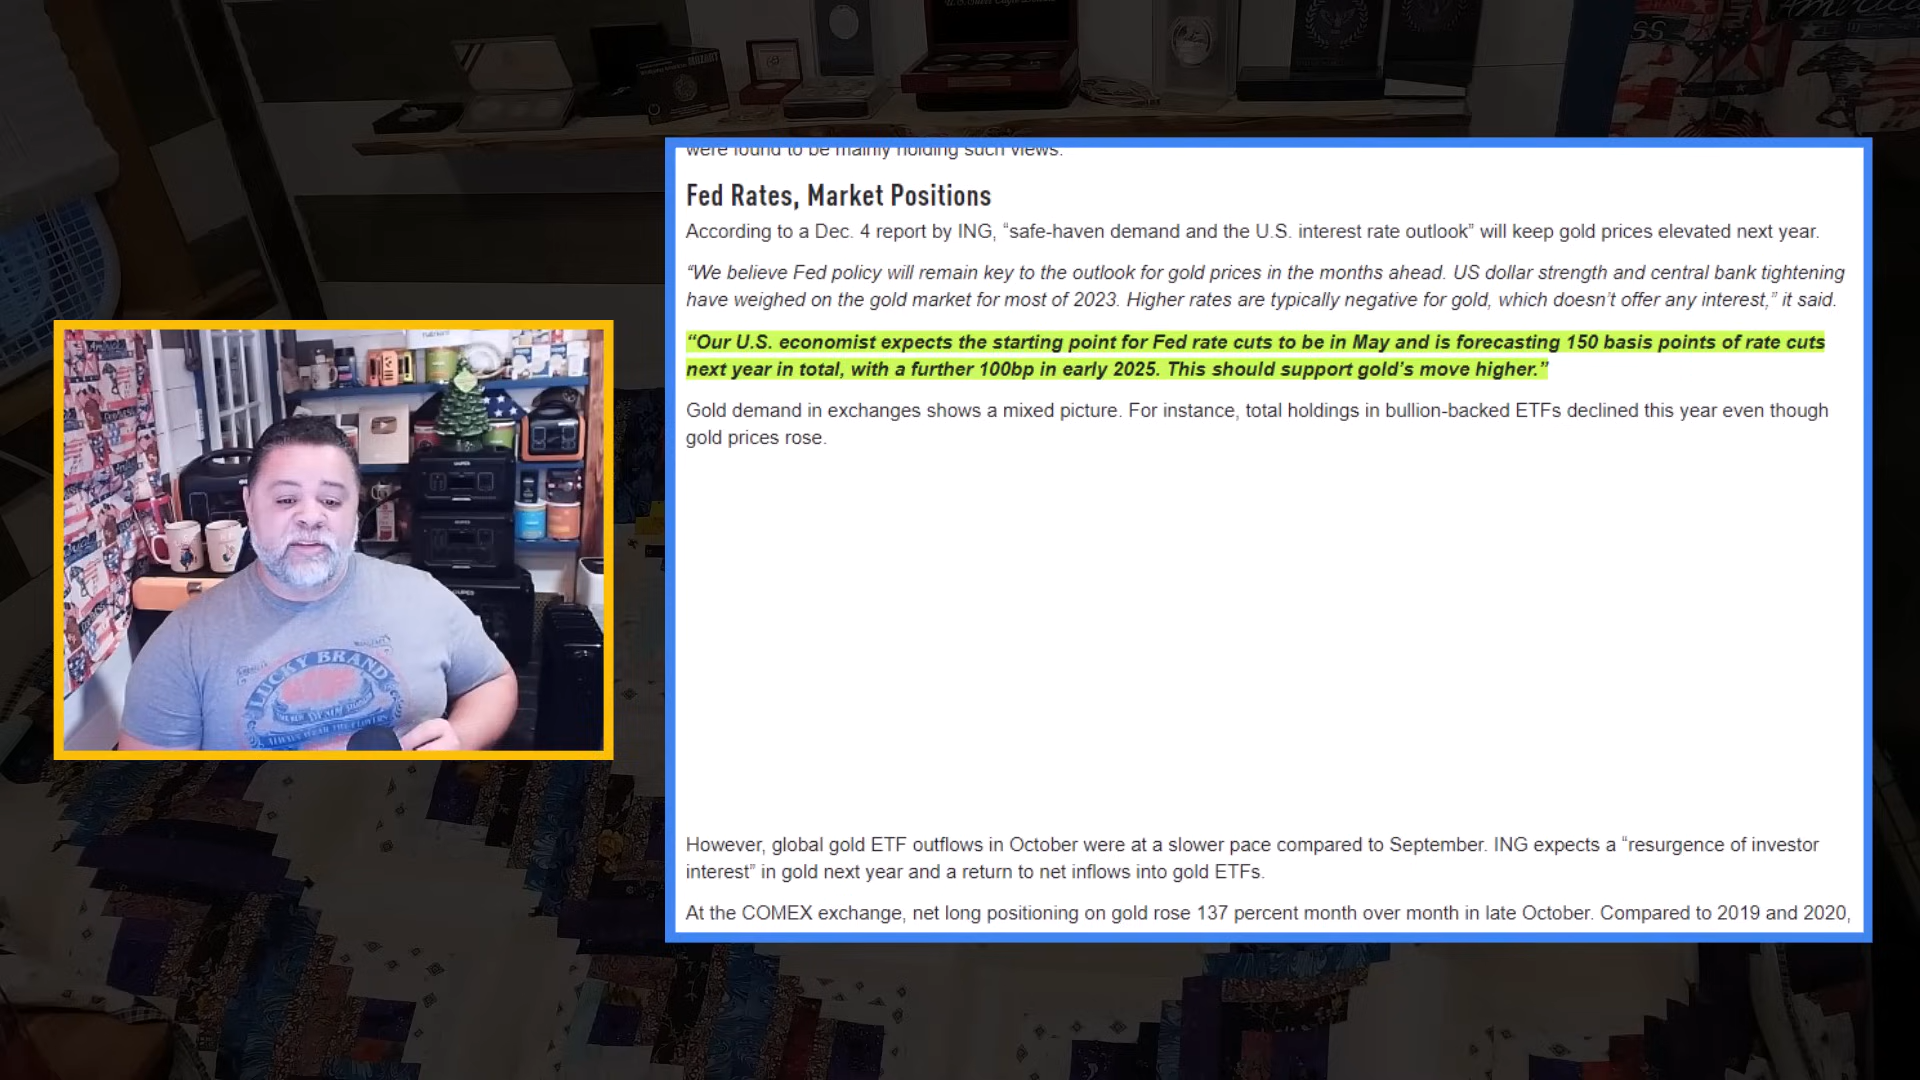 were found to be mainly holding such views.
Fed Rates, Market Positions
According to a Dec. 4 report by ING, “safe-haven demand and the U.S. interest rate outlook” will keep gold prices elevated next year.
“We believe Fed policy will remain key to the outlook for gold prices in the months ahead. US dollar strength and central bank tightening
have weighed on the gold market for most of 2023. Higher rates are typically negative for gold, which doesn’t offer any interest,” it said.
“Our U.S. economist expects the starting point for Fed rate cuts to be in May and is forecasting 150 basis points of rate cuts
next year in total, with a further 100bp in early 2025. This should support gold’s move higher.”
Gold demand in exchanges shows a mixed picture. For instance, total holdings in bullion-backed ETFs declined this year even though
gold prices rose.
However, global gold ETF outflows in October were at a slower pace compared to September. ING expects a “resurgence of investor
interest” in gold next year and a return to net inflows into gold ETFs.
At the COMEX exchange, net long positioning on gold rose 137 percent month over month in late October. Compared to 2019 and 2020,
LUCKY BRAND
MOZART